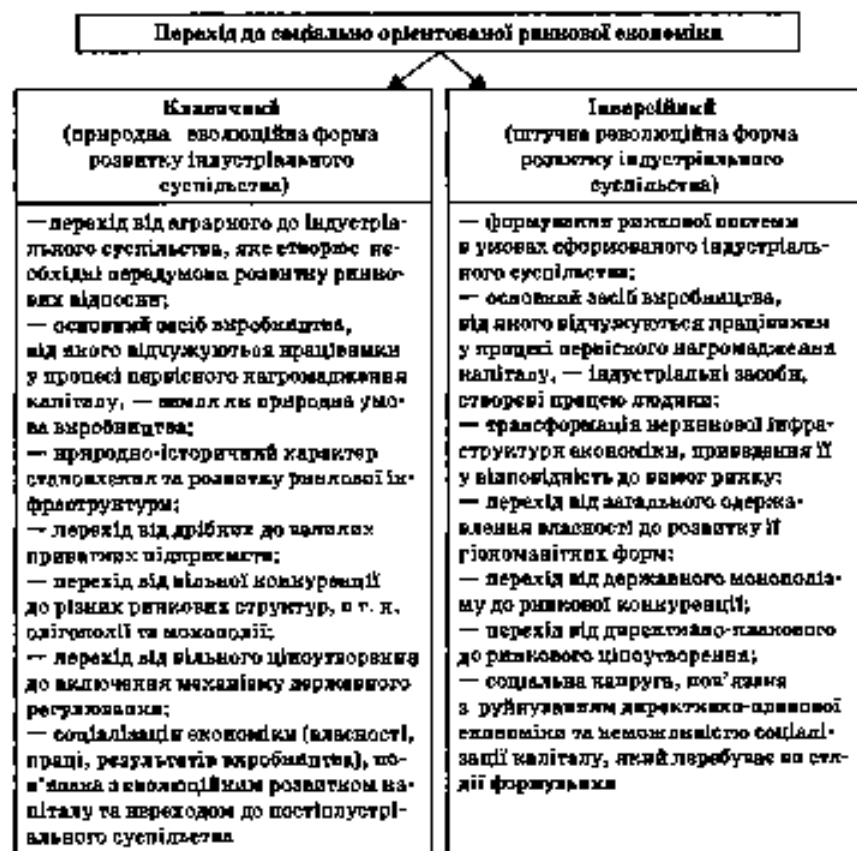 Перехід до соціально орієнтованої ринкової економіки
Класичный
(природна еволюційна форма
розвитку індустріального
суспільства)
— перехід від аграрного до індустріа-
льного суспільства, яке створює не-
обхідні передумови розвитку ринко-
вих відносин;
— основний засіб виробництва,
від якого відчужуються працівники
у процесі первісного нагромадження
капіталу, — земля як природна умо-
ва виробництва;
— природно-історичний характер
становлення та розвитку ринкової ін-
фраструктури;
— перехід від дрібних до великих
приватних підприємств;
— перехід від вільної конкуренції
до різних ринкових структур, в т. ч.
олігополії та монополії;
— перехід від вільного ціноутворення
до включення механізму державного
регулювання;
— соціалізація економіки (власності,
праці, результатів виробництва), по-
в’язана з еволюційним розвитком ка-
піталу та переходом до постіндустрі-
ального суспільства
Інверсійный
(штучна революційна форма
розвитку індустріального
суспільства)
— формування ринкової системи
в умовах сформованого індустріаль-
ного суспільства;
— основний засіб виробництва,
від якого відчужуються працівники
у процесі первісного нагромадження
капіталу, — індустріальні засоби,
створені працею людини;
— трансформація неринкової інфра-
структури економіки, приведення її
у відповідність до вимог ринку;
— перехід від загального одержа-
влення власності до розвитку її
різноманітних форм;
— перехід від державного монополіз-
му до ринкової конкуренції;
— перехід від директивно-планового
до ринкового ціноутворення;
— соціальна напруга, пов’язана
з руйнуванням директивно-планової
економіки та неможливістю соціалі-
зації капіталу, який перебуває на ста-
дії формування